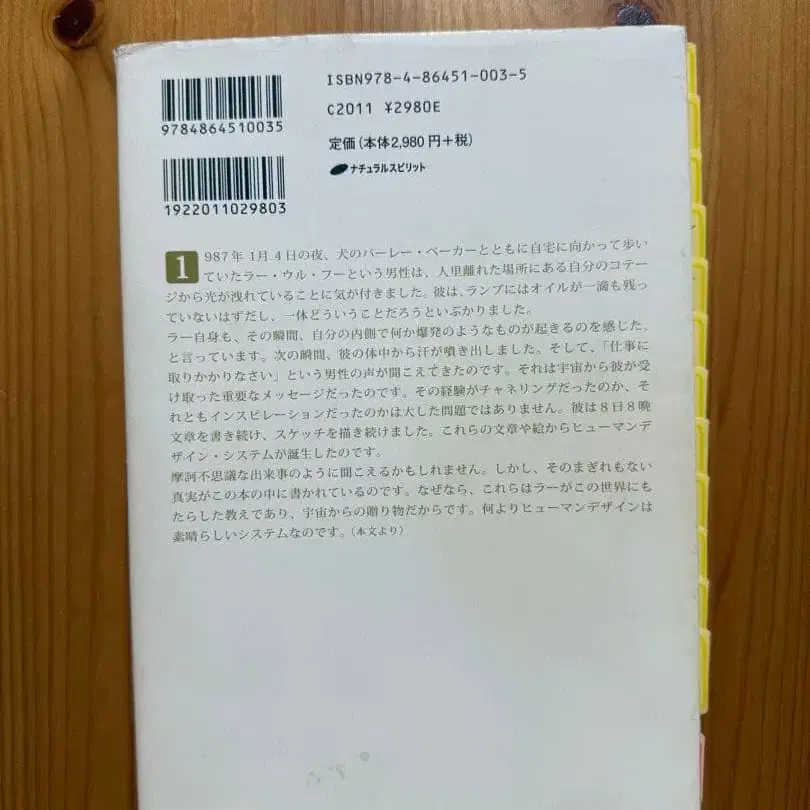 ISBN978-4-86451-003-5
C2011 ¥2980E
定価(本体2,980円+税)
ナチュラルスピリット
9784864510035
1922011029803
1987年1月4日の夜、犬のバーレー・ベーカーとともに自宅に向かって歩い
ていたラー・ウル・フーという男性は、人里離れた場所にある自分のコテー
ジから光が洩れていることに気が付きました。彼は、ランプにはオイルが一滴も残っ
ていないはずだし、一体どういうことだろうといぶかりました。
ラー自身も、その瞬間、自分の内側で何か爆発のようなものが起きるのを感じた、
と言っています。次の瞬間、彼の体中から汗が噴き出しました。そして、「仕事に
取りかかりなさい」という男性の声が聞こえてきたのです。それは宇宙から彼が受
け取った重要なメッセージだったのです。その経験がチャネリングだったのか、そ
れともインスピレーションだったのかは大した問題ではありません。彼は8日8晩
文章を書き続け、スケッチを描き続けました。これらの文章や絵からヒューマンデ
ザイン・システムが誕生したのです。
摩訶不思議な出来事のように聞こえるかもしれません。しかし、そのまぎれもない
真実がこの本の中に書かれているのです。なぜなら、これらはラーがこの世界にも
たらした教えであり、宇宙からの贈り物だからです。何よりヒューマンデザインは
素晴らしいシステムなのです。(本文より)